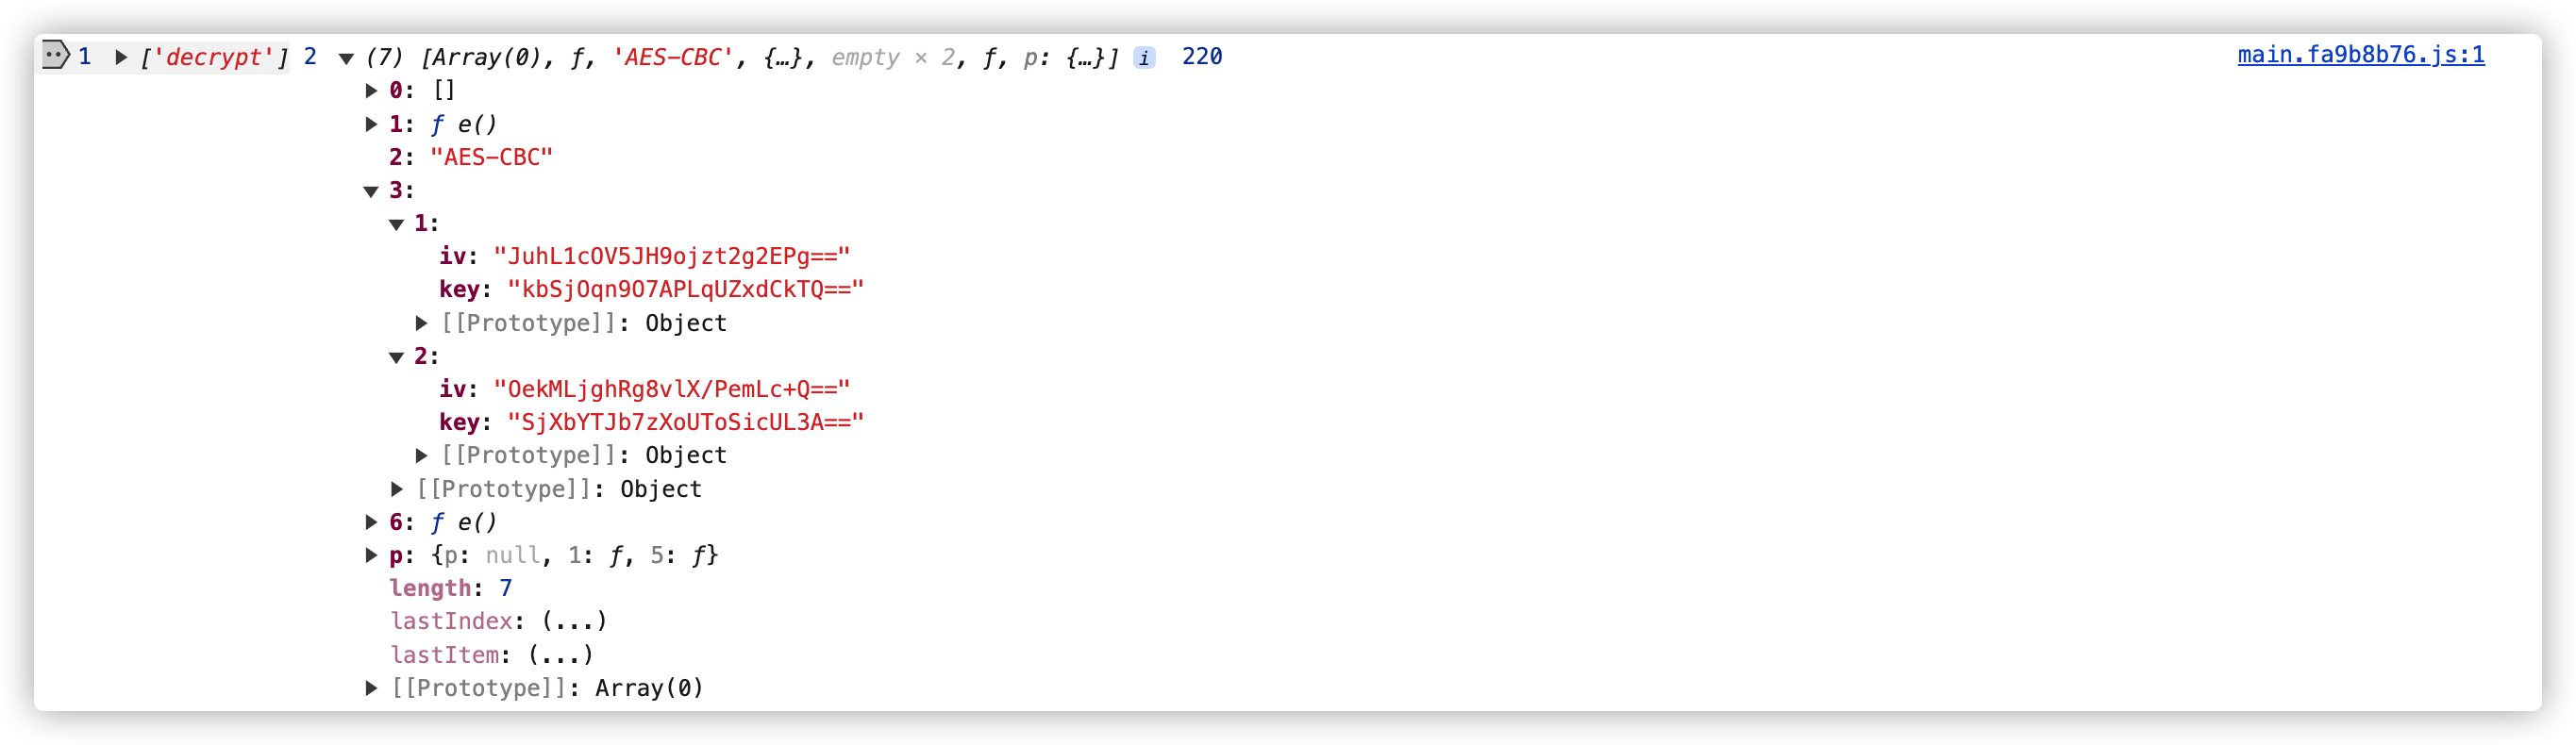 1 ▶ ['decrypt'] 2 ▼ (7) [Array(0), ƒ, 'AES-CBC', {…}, empty × 2, ƒ, p: {…}] i 220 main.fa9b8b76.js:1
▶ 0: []
▶ 1: ƒ e()
2: "AES-CBC"
▼ 3:
▼ 1:
iv: "JuhL1cOV5JH9ojzt2g2EPg=="
key: "kbSjOqn9O7APLqUZxdCkTQ=="
▶ [[Prototype]]: Object
▼ 2:
iv: "OekMLjghRg8vlX/PemLc+Q=="
key: "SjXbYTJb7zXoUToSicUL3A=="
▶ [[Prototype]]: Object
▶ [[Prototype]]: Object
▶ 6: ƒ e()
▶ p: {p: null, 1: ƒ, 5: ƒ}
length: 7
lastIndex: (...)
lastItem: (...)
▶ [[Prototype]]: Array(0)